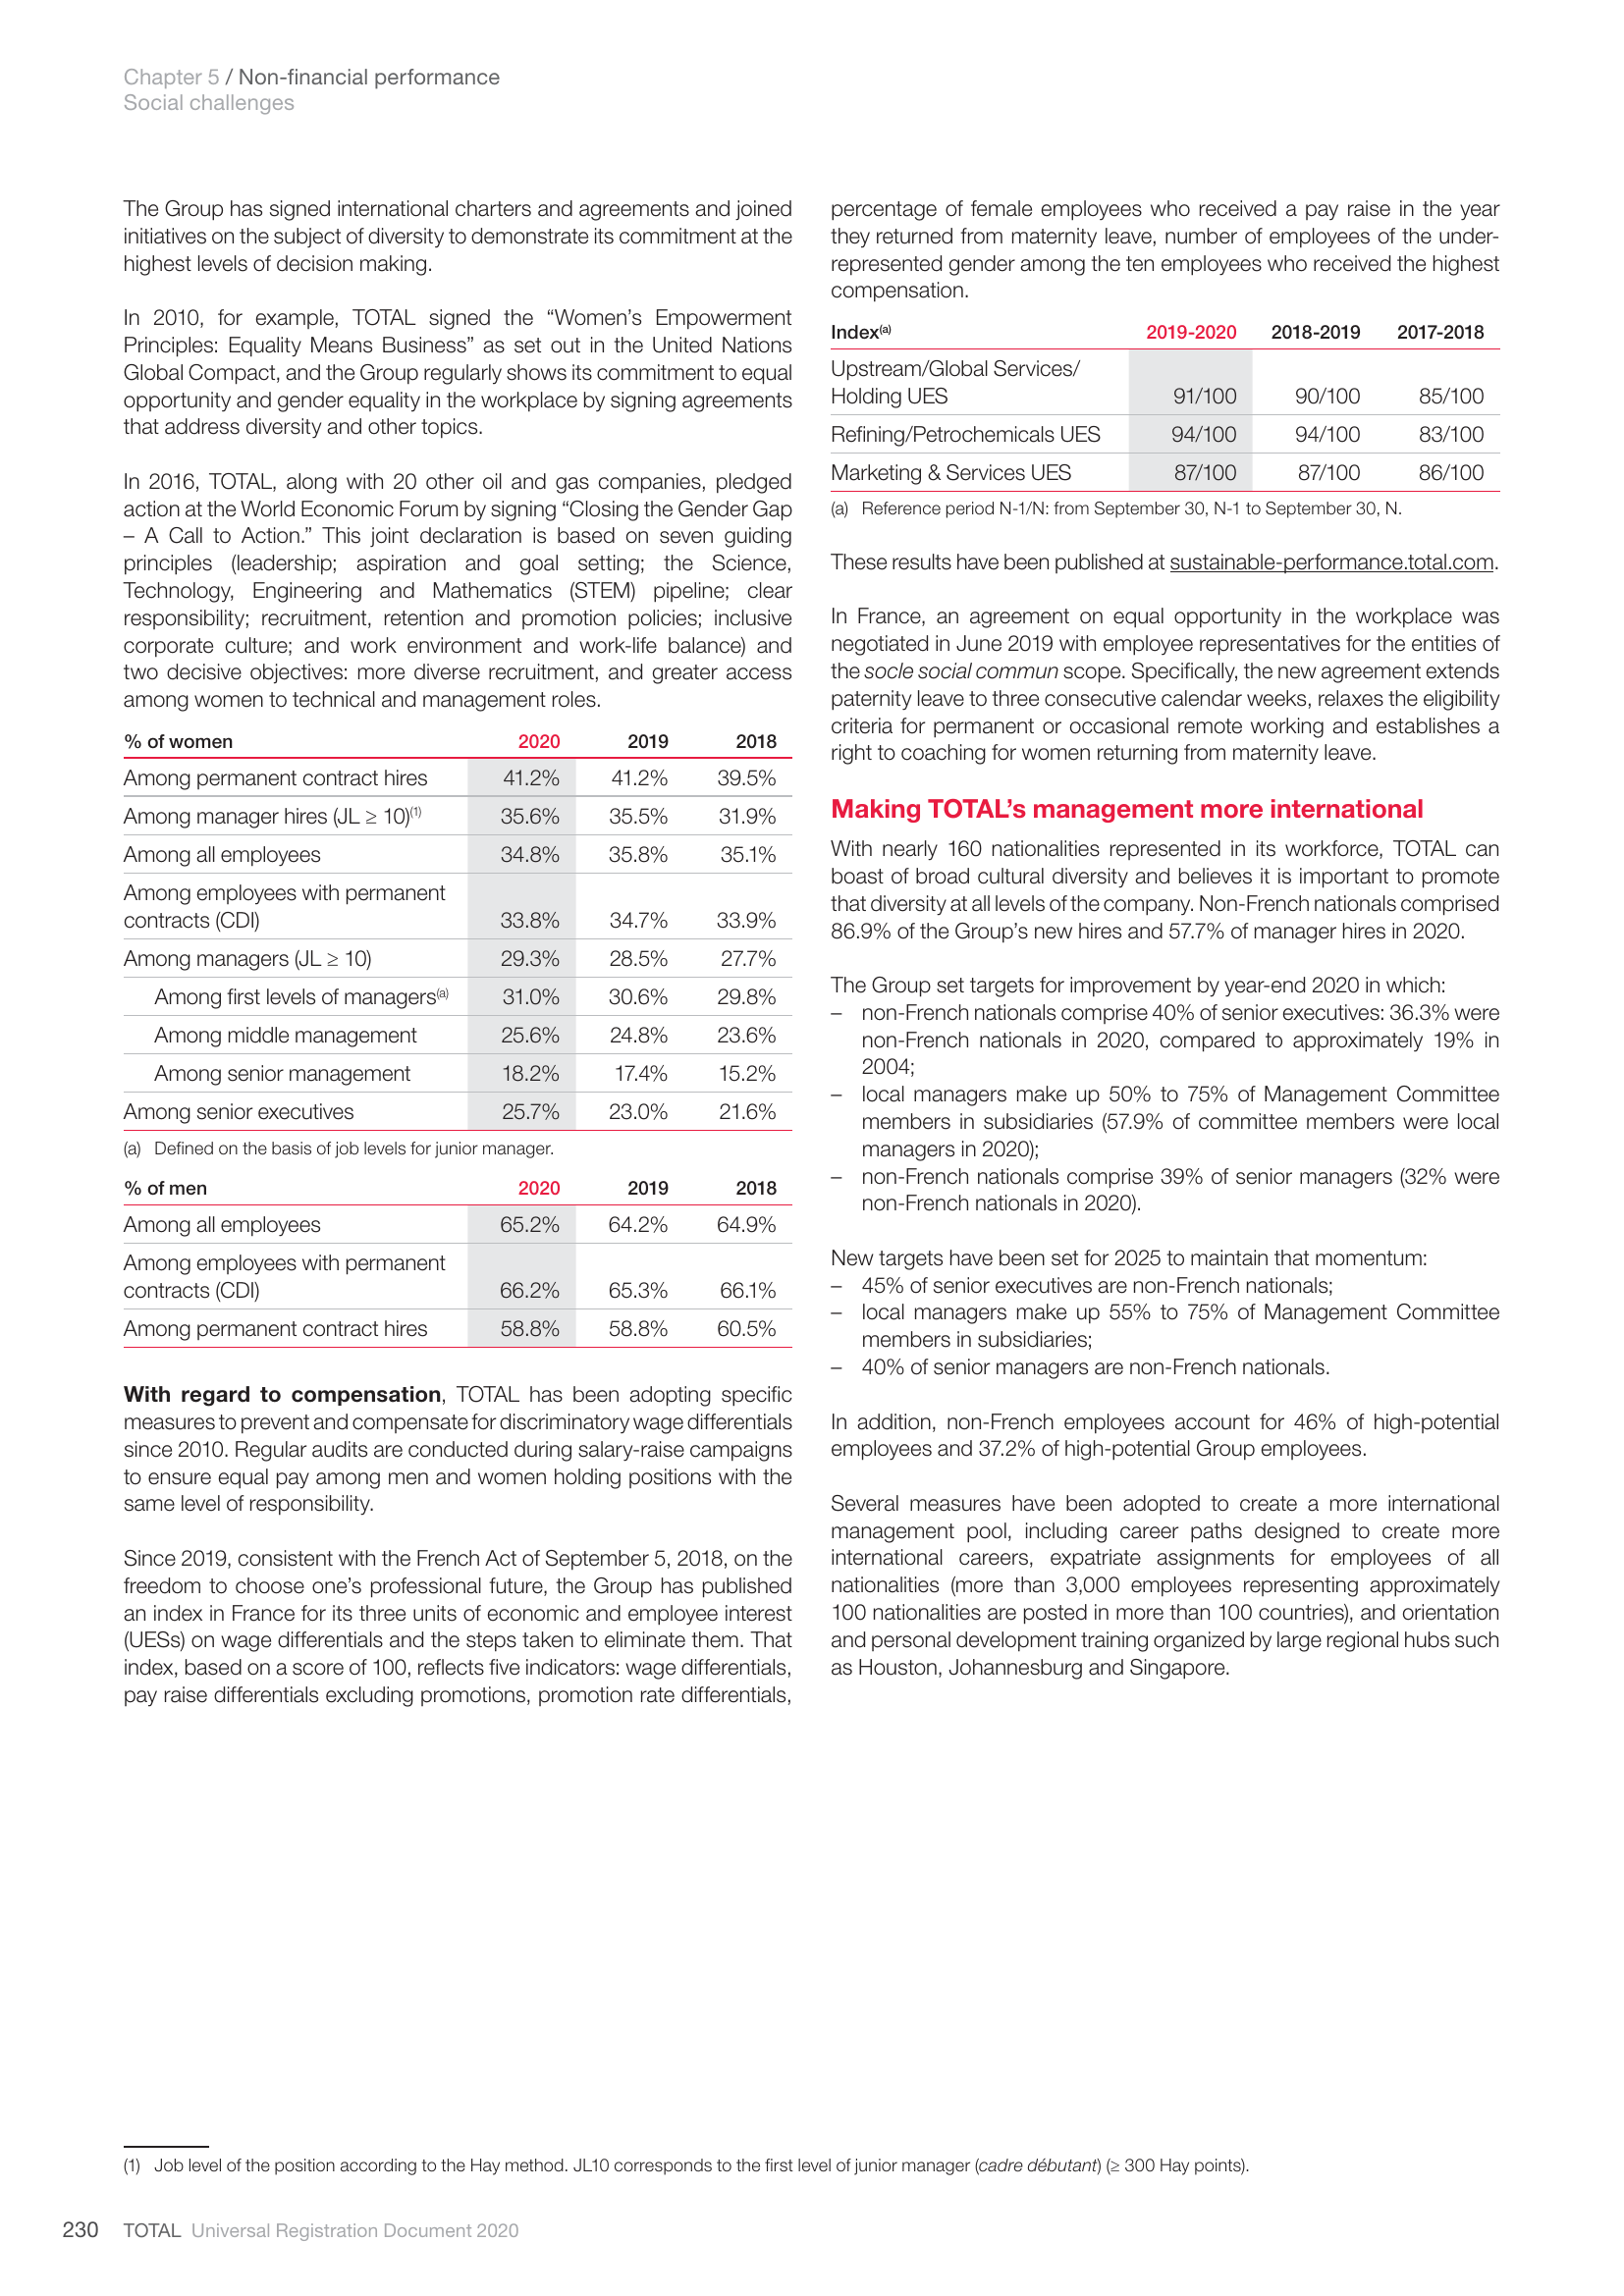 Chapter 5 / Non-financial performance
Social challenges
The Group has signed international charters and agreements and joined
initiatives on the subject of diversity to demonstrate its commitment at the
highest levels of decision making.
In 2010, for example, TOTAL signed the “Women’s Empowerment
Principles: Equality Means Business” as set out in the United Nations
Global Compact, and the Group regularly shows its commitment to equal
opportunity and gender equality in the workplace by signing agreements
that address diversity and other topics.
In 2016, TOTAL, along with 20 other oil and gas companies, pledged
action at the World Economic Forum by signing “Closing the Gender Gap
– A Call to Action.” This joint declaration is based on seven guiding
principles (leadership; aspiration and goal setting; the Science,
Technology, Engineering and Mathematics (STEM) pipeline; clear
responsibility; recruitment, retention and promotion policies; inclusive
corporate culture; and work environment and work-life balance) and
two decisive objectives: more diverse recruitment, and greater access
among women to technical and management roles.
% of women 2020 2019 2018
Among permanent contract hires 41.2% 41.2% 39.5%
Among manager hires (JL ≥ 10)(1) 35.6% 35.5% 31.9%
Among all employees 34.8% 35.8% 35.1%
Among employees with permanent
contracts (CDI) 33.8% 34.7% 33.9%
Among managers (JL ≥ 10) 29.3% 28.5% 27.7%
Among first levels of managers(a) 31.0% 30.6% 29.8%
Among middle management 25.6% 24.8% 23.6%
Among senior management 18.2% 17.4% 15.2%
Among senior executives 25.7% 23.0% 21.6%
(a) Defined on the basis of job levels for junior manager.
% of men 2020 2019 2018
Among all employees 65.2% 64.2% 64.9%
Among employees with permanent
contracts (CDI) 66.2% 65.3% 66.1%
Among permanent contract hires 58.8% 58.8% 60.5%
With regard to compensation, TOTAL has been adopting specific
measures to prevent and compensate for discriminatory wage differentials
since 2010. Regular audits are conducted during salary-raise campaigns
to ensure equal pay among men and women holding positions with the
same level of responsibility.
Since 2019, consistent with the French Act of September 5, 2018, on the
freedom to choose one’s professional future, the Group has published
an index in France for its three units of economic and employee interest
(UESs) on wage differentials and the steps taken to eliminate them. That
index, based on a score of 100, reflects five indicators: wage differentials,
pay raise differentials excluding promotions, promotion rate differentials,
percentage of female employees who received a pay raise in the year
they returned from maternity leave, number of employees of the under-
represented gender among the ten employees who received the highest
compensation.
Index(a) 2019-2020 2018-2019 2017-2018
Upstream/Global Services/
Holding UES 91/100 90/100 85/100
Refining/Petrochemicals UES 94/100 94/100 83/100
Marketing & Services UES 87/100 87/100 86/100
(a) Reference period N-1/N: from September 30, N-1 to September 30, N.
These results have been published at sustainable-performance.total.com.
In France, an agreement on equal opportunity in the workplace was
negotiated in June 2019 with employee representatives for the entities of
the socle social commun scope. Specifically, the new agreement extends
paternity leave to three consecutive calendar weeks, relaxes the eligibility
criteria for permanent or occasional remote working and establishes a
right to coaching for women returning from maternity leave.
Making TOTAL’s management more international
With nearly 160 nationalities represented in its workforce, TOTAL can
boast of broad cultural diversity and believes it is important to promote
that diversity at all levels of the company. Non-French nationals comprised
86.9% of the Group’s new hires and 57.7% of manager hires in 2020.
The Group set targets for improvement by year-end 2020 in which:
– non-French nationals comprise 40% of senior executives: 36.3% were
non-French nationals in 2020, compared to approximately 19% in
2004;
– local managers make up 50% to 75% of Management Committee
members in subsidiaries (57.9% of committee members were local
managers in 2020);
– non-French nationals comprise 39% of senior managers (32% were
non-French nationals in 2020).
New targets have been set for 2025 to maintain that momentum:
– 45% of senior executives are non-French nationals;
– local managers make up 55% to 75% of Management Committee
members in subsidiaries;
– 40% of senior managers are non-French nationals.
In addition, non-French employees account for 46% of high-potential
employees and 37.2% of high-potential Group employees.
Several measures have been adopted to create a more international
management pool, including career paths designed to create more
international careers, expatriate assignments for employees of all
nationalities (more than 3,000 employees representing approximately
100 nationalities are posted in more than 100 countries), and orientation
and personal development training organized by large regional hubs such
as Houston, Johannesburg and Singapore.
(1) Job level of the position according to the Hay method. JL10 corresponds to the first level of junior manager (cadre débutant) (≥ 300 Hay points).
230 TOTAL Universal Registration Document 2020